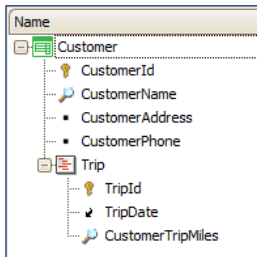 Name
Customer
CustomerId
CustomerName
CustomerAddress
CustomerPhone
Trip
TripId
TripDate
CustomerTripMiles